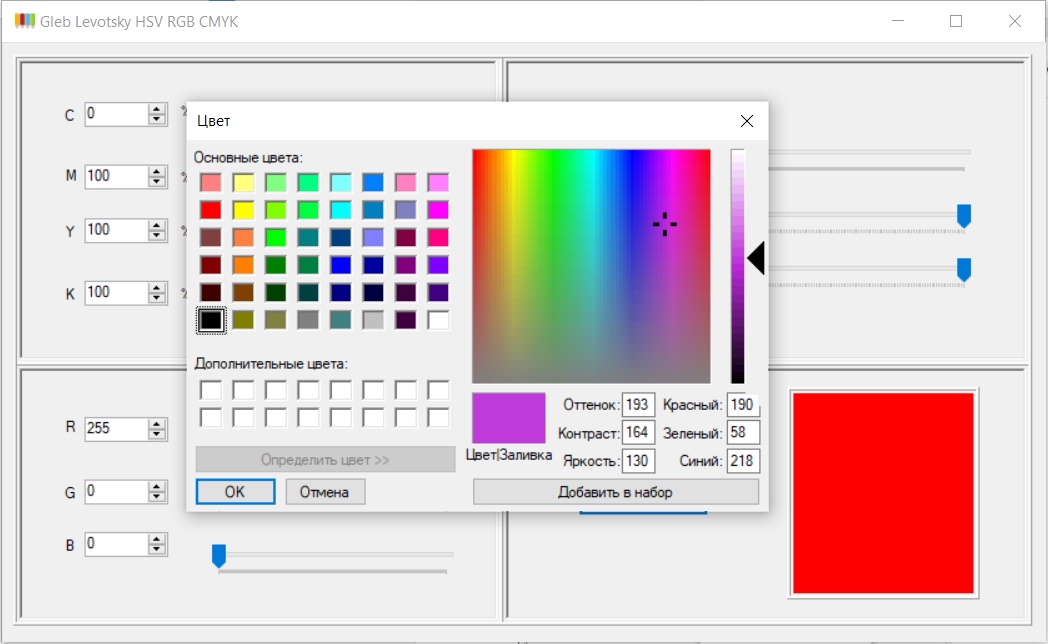 Gleb Levotsky HSV RGB CMYK
C 0 %
M 100 %
Y 100 %
K 100 %
Цвет
Основные цвета:
Дополнительные цвета:
Определить цвет >>
OK Отмена
Оттенок: 193 Красный: 190
Контраст: 164 Зеленый: 58
Цвет|Заливка Яркость: 130 Синий: 218
Добавить в набор
R 255
G 0
B 0